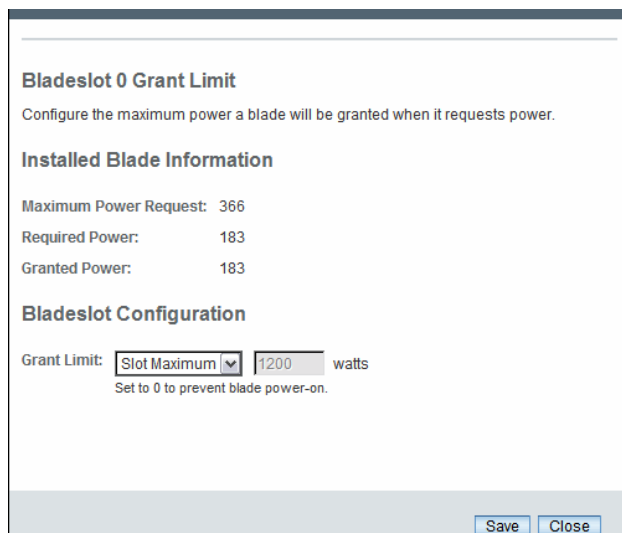 Bladeslot 0 Grant Limit
Configure the maximum power a blade will be granted when it requests power.
Installed Blade Information
Maximum Power Request: 366
Required Power: 183
Granted Power: 183
Bladeslot Configuration
Grant Limit: Slot Maximum 1200 watts
Set to 0 to prevent blade power-on.
Save Close